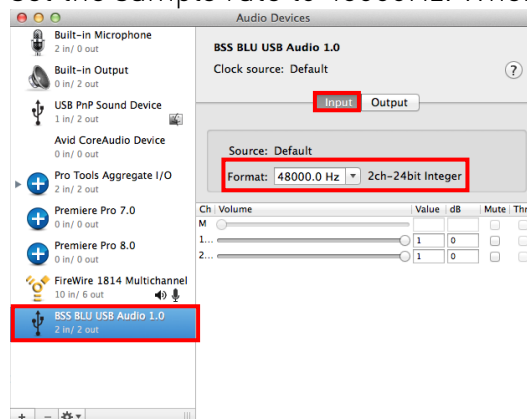 Set the sample rate to 48000Hz. When
Audio Devices
Built-in Microphone
2 in/ 0 out
Built-in Output
0 in/ 2 out
USB PnP Sound Device
1 in/ 2 out
Avid CoreAudio Device
0 in/ 0 out
Pro Tools Aggregate I/O
2 in/ 2 out
Premiere Pro 7.0
0 in/ 0 out
Premiere Pro 8.0
0 in/ 0 out
FireWire 1814 Multichannel
10 in/ 6 out
BSS BLU USB Audio 1.0
2 in/ 2 out
BSS BLU USB Audio 1.0
Clock source: Default
?
Input Output
Source: Default
Format: 48000.0 Hz 2ch-24bit Integer
Ch Volume Value dB Mute Thr
M
1... 1 0
2... 1 0